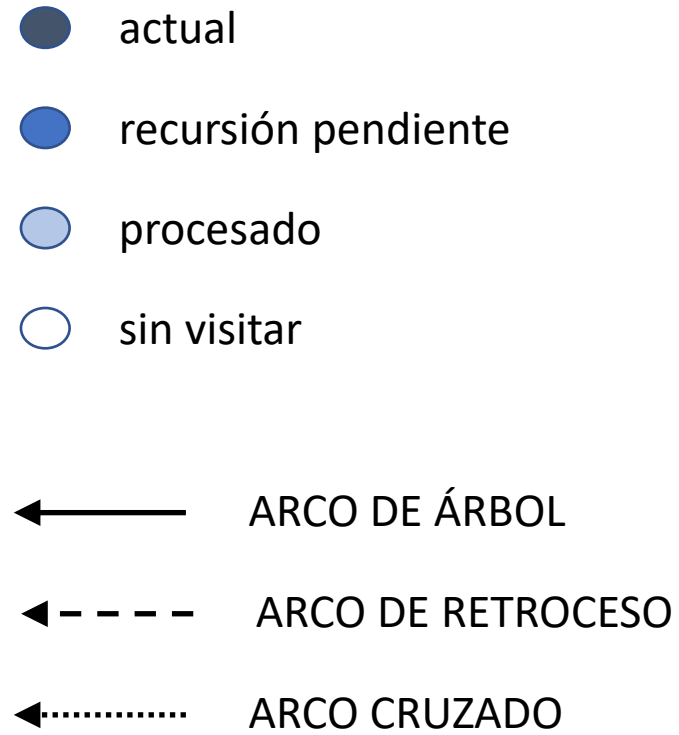 actual
recursión pendiente
procesado
sin visitar
ARCO DE ÁRBOL
ARCO DE RETROCESO
ARCO CRUZADO